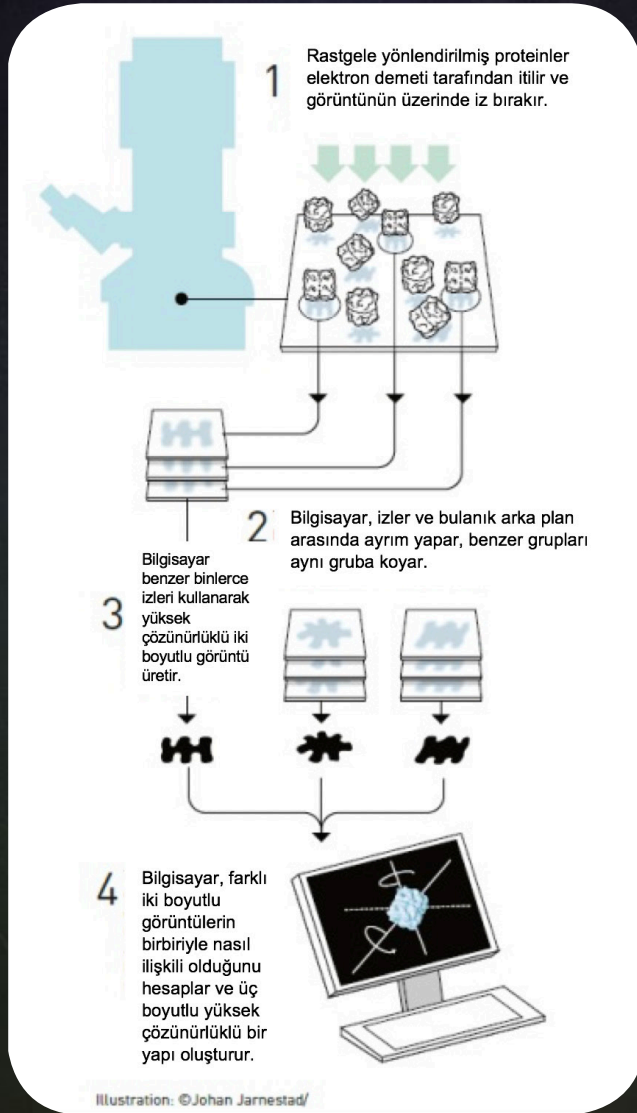 1
Rastgele yönlendirilmiş proteinler
elektron demeti tarafından itilir ve
görüntünün üzerinde iz bırakır.
2
Bilgisayar, izler ve bulanık arka plan
arasında ayrım yapar, benzer grupları
aynı gruba koyar.
3
Bilgisayar
benzer binlerce
izleri kullanarak
yüksek
çözünürlüklü iki
boyutlu görüntü
üretir.
4
Bilgisayar, farklı
iki boyutlu
görüntülerin
birbiriyle nasıl
ilişkili olduğunu
hesaplar ve üç
boyutlu yüksek
çözünürlüklü bir
yapı oluşturur.
Illustration: ©Johan Jarnestad/